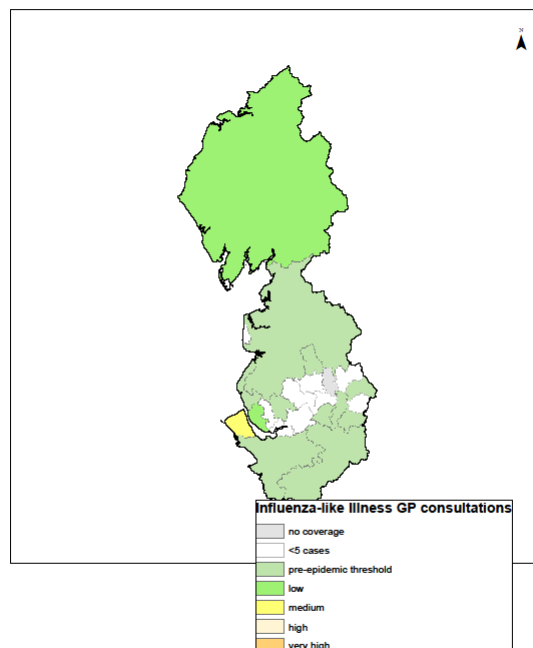 N
Influenza-like Illness GP consultations
no coverage
<5 cases
pre-epidemic threshold
low
medium
high
very high